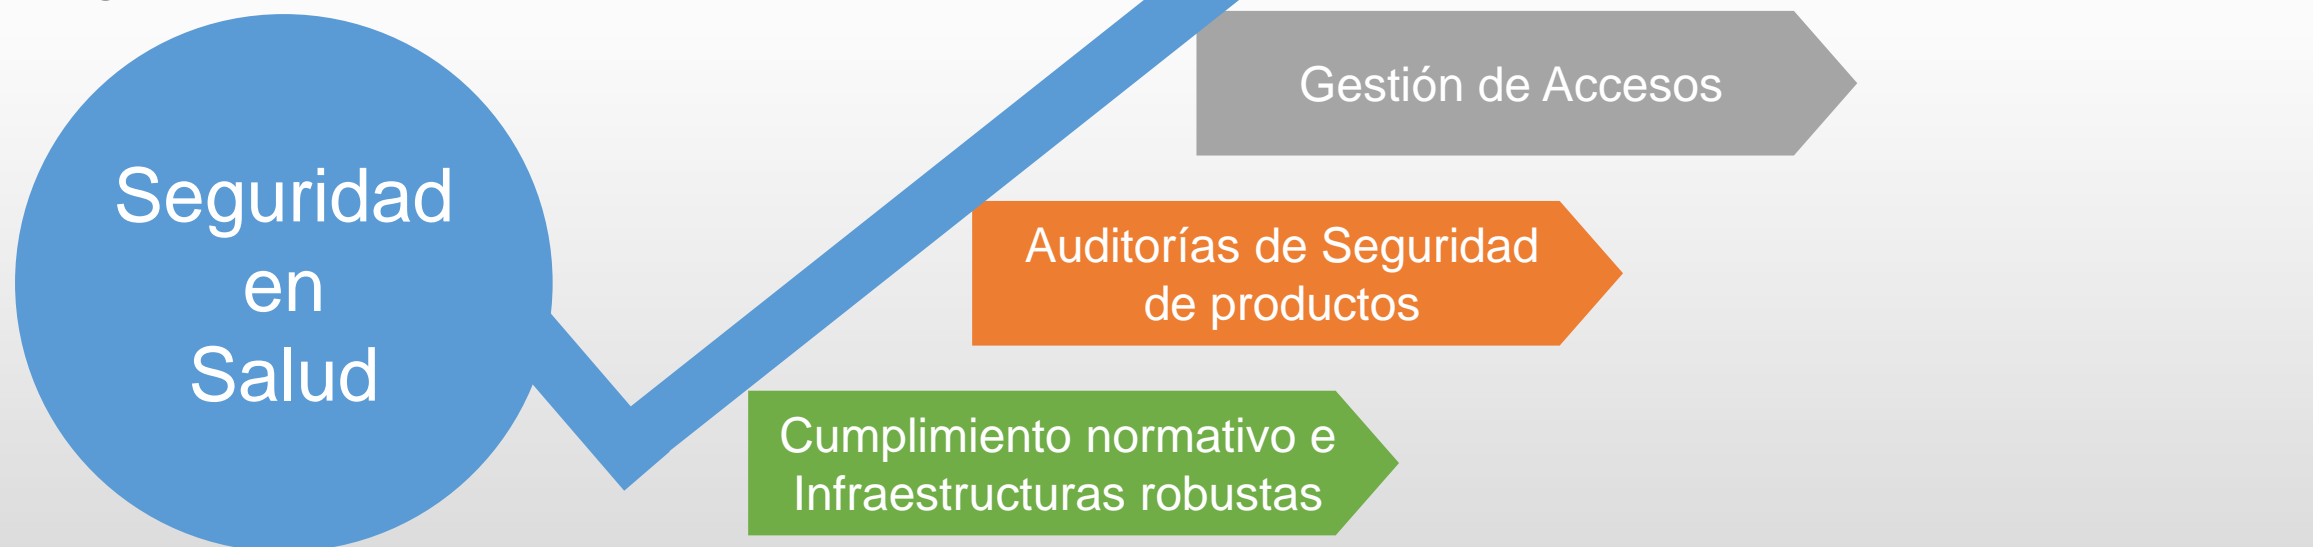 Seguridad
en
Salud
Gestión de Accesos
Auditorías de Seguridad
de productos
Cumplimiento normativo e
Infraestructuras robustas